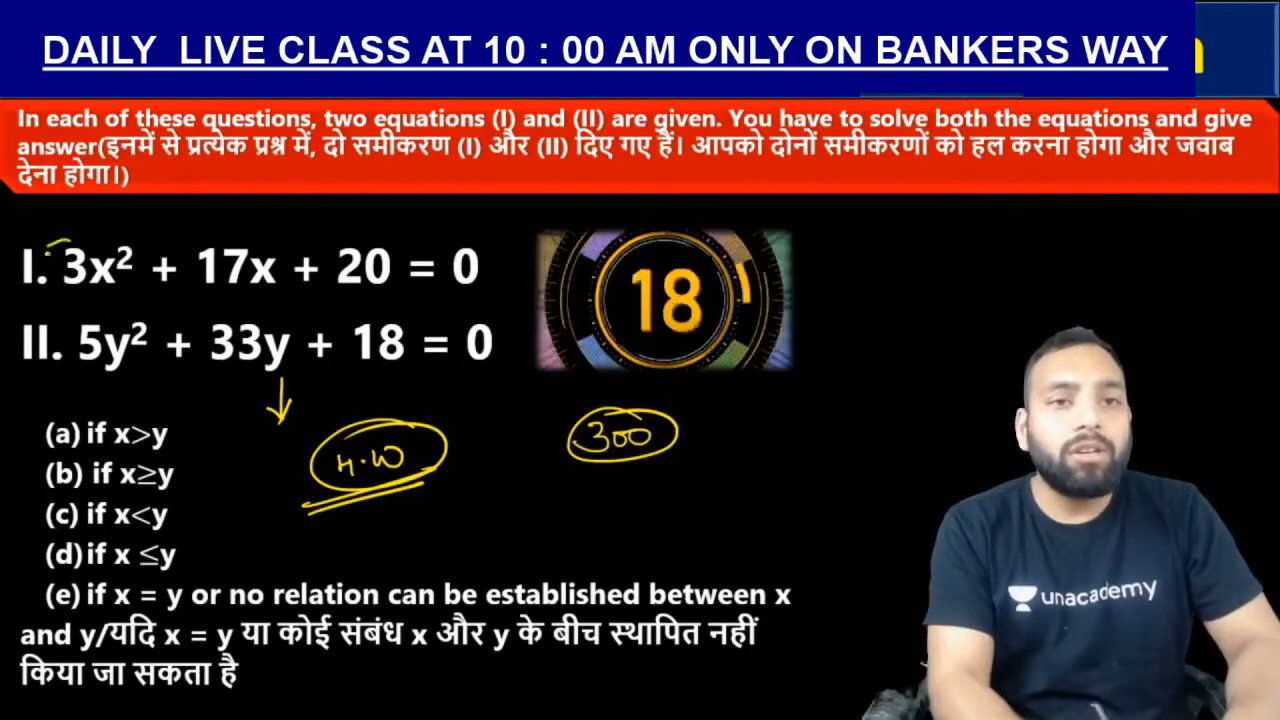 DAILY LIVE CLASS AT 10 : 00 AM ONLY ON BANKERS WAY
In each of these questions, two equations (I) and (II) are given. You have to solve both the equations and give
answer(इनमें से प्रत्येक प्रश्न में, दो समीकरण (I) और (II) दिए गए हैं। आपको दोनों समीकरणों को हल करना होगा और जवाब
देना होगा।)
I. 3x² + 17x + 20 = 0
18
II. 5y² + 33y + 18 = 0
(a) if x>y
300
(b) if x≥y
(c) if x<y
(d) if x ≤y
(e) if x = y or no relation can be established between x
and y/यदि x = y या कोई संबंध x और y के बीच स्थापित नहीं
किया जा सकता है
unacademy